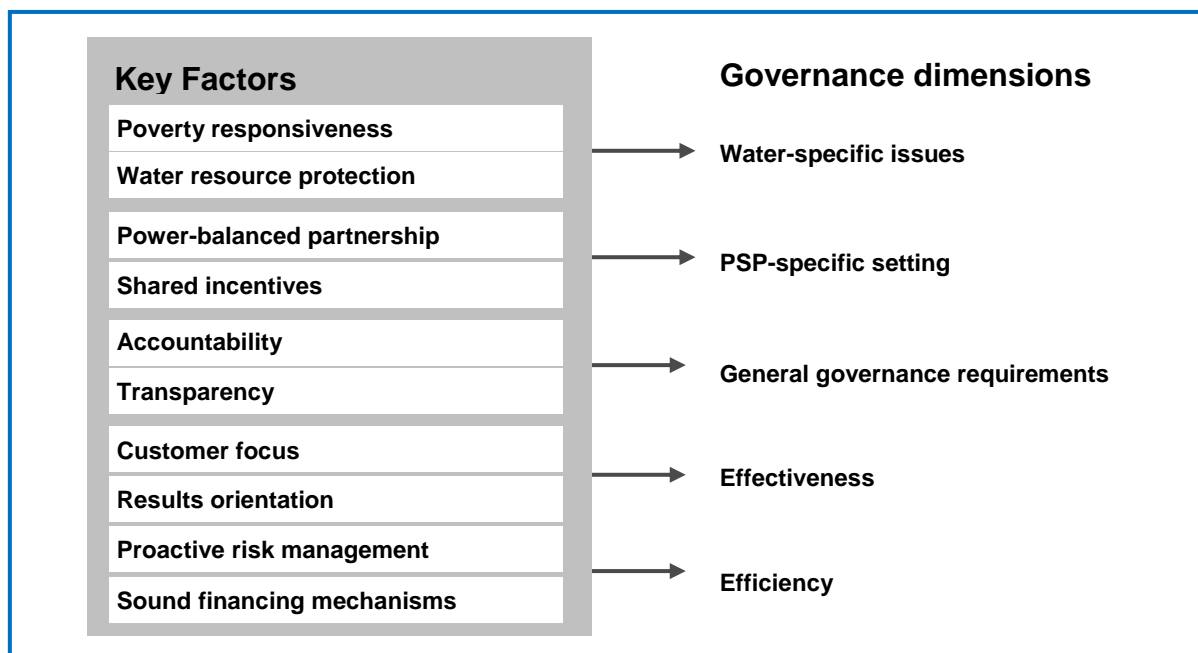 Key Factors
Governance dimensions
Poverty responsiveness
Water resource protection
Water-specific issues
Power-balanced partnership
Shared incentives
PSP-specific setting
Accountability
Transparency
General governance requirements
Customer focus
Results orientation
Effectiveness
Proactive risk management
Sound financing mechanisms
Efficiency